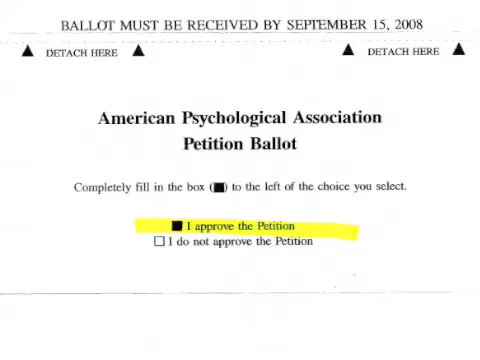 BALLOT MUST BE RECEIVED BY SEPTEMBER 15, 2008
▲ DETACH HERE ▲ ▲ DETACH HERE ▲
American Psychological Association
Petition Ballot
Completely fill in the box (■) to the left of the choice you select.
■ I approve the Petition
☐ I do not approve the Petition